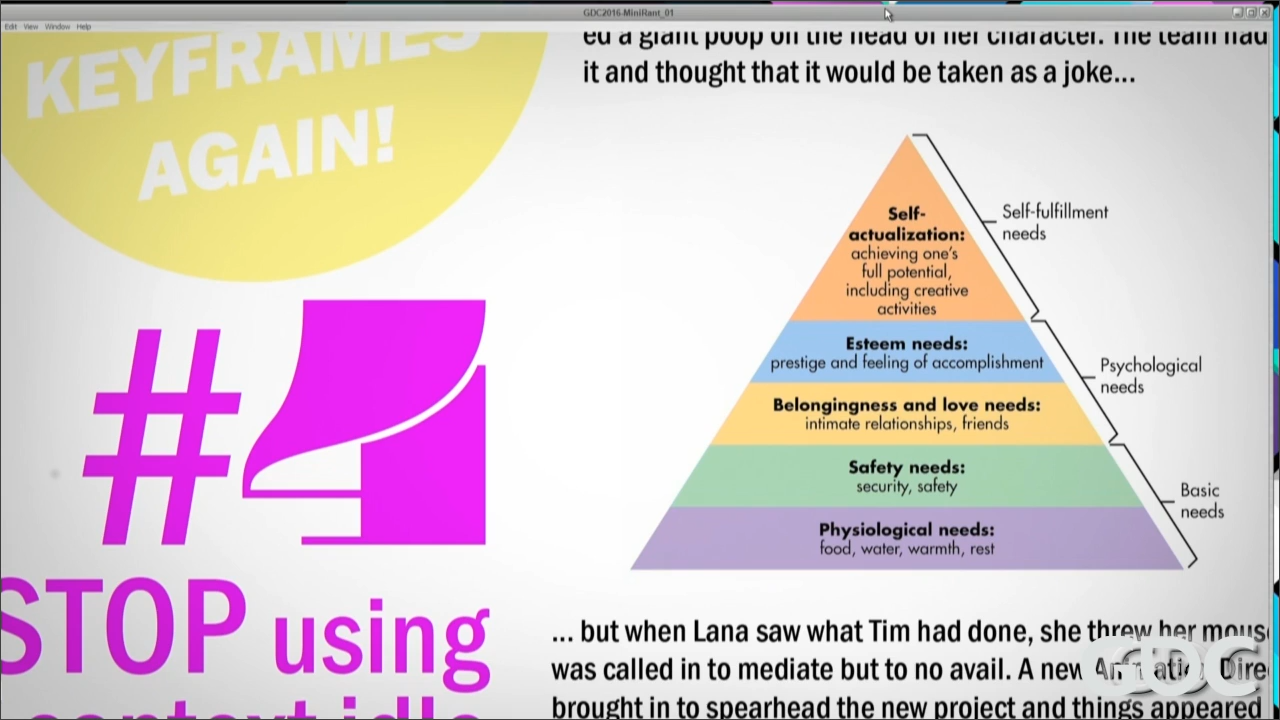 GDC2016-MiniRant_01
Edit View Window Help
KEYFRAMES
AGAIN!
#4
STOP using
context idle
ed a giant poop on the head of her character. The team had
it and thought that it would be taken as a joke...
Self-
actualization:
achieving one's
full potential,
including creative
activities
Self-fulfillment
needs
Esteem needs:
prestige and feeling of accomplishment
Psychological
needs
Belongingness and love needs:
intimate relationships, friends
Safety needs:
security, safety
Basic
needs
Physiological needs:
food, water, warmth, rest
... but when Lana saw what Tim had done, she threw her mouse
was called in to mediate but to no avail. A new Animation Dire
brought in to spearhead the new project and things appeared
GDC